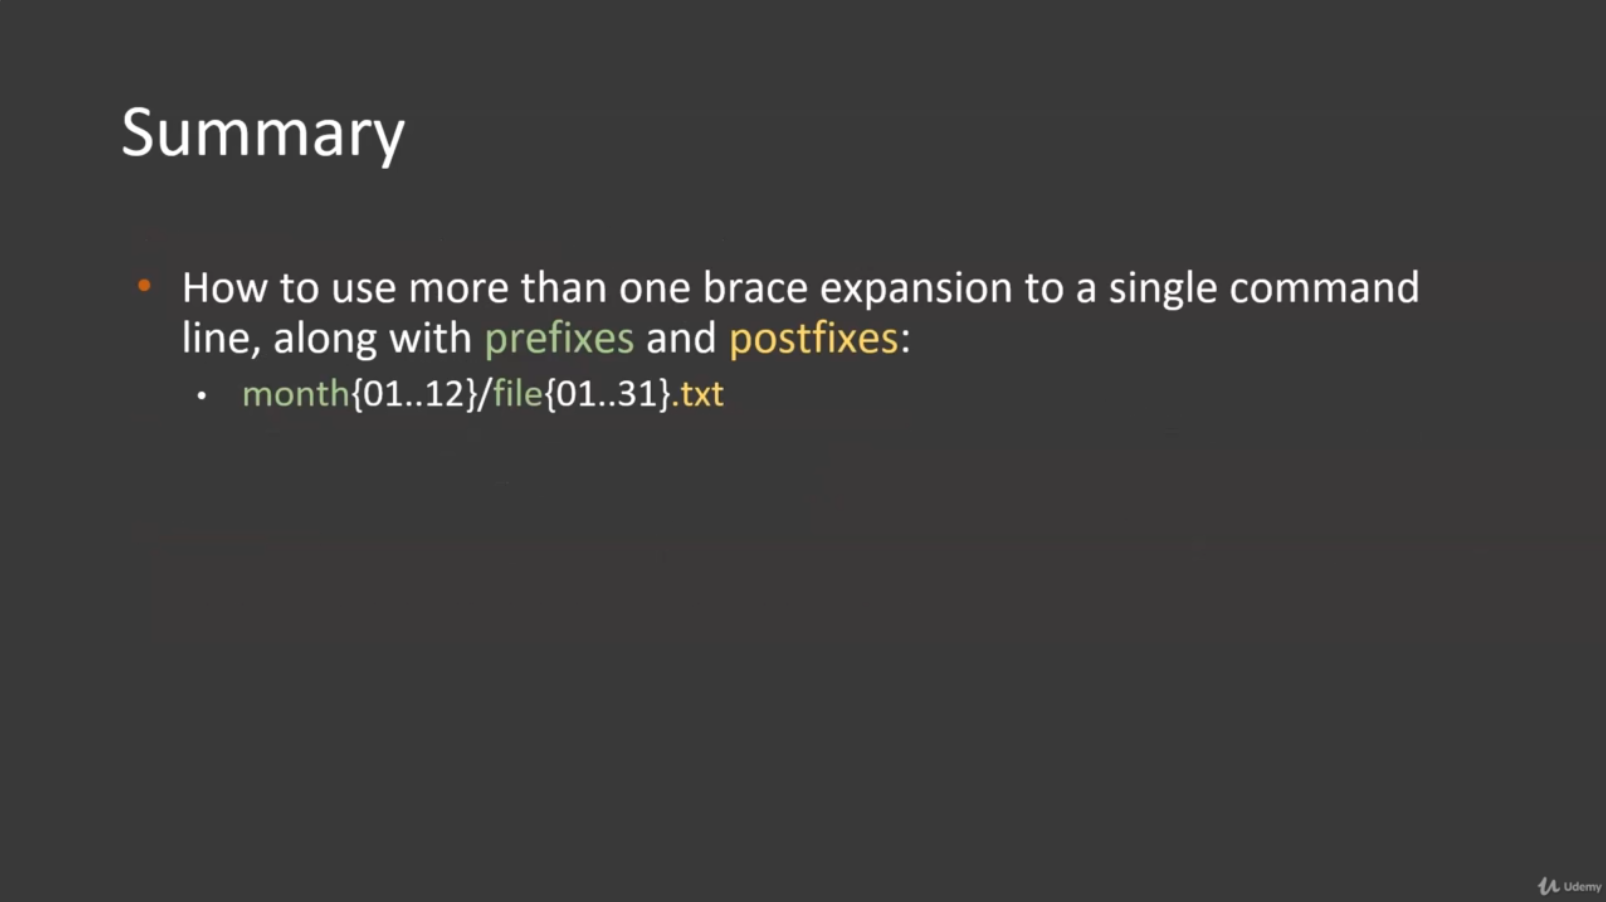 Summary
• How to use more than one brace expansion to a single command
line, along with prefixes and postfixes:
• month{01..12}/file{01..31}.txt
Udemy